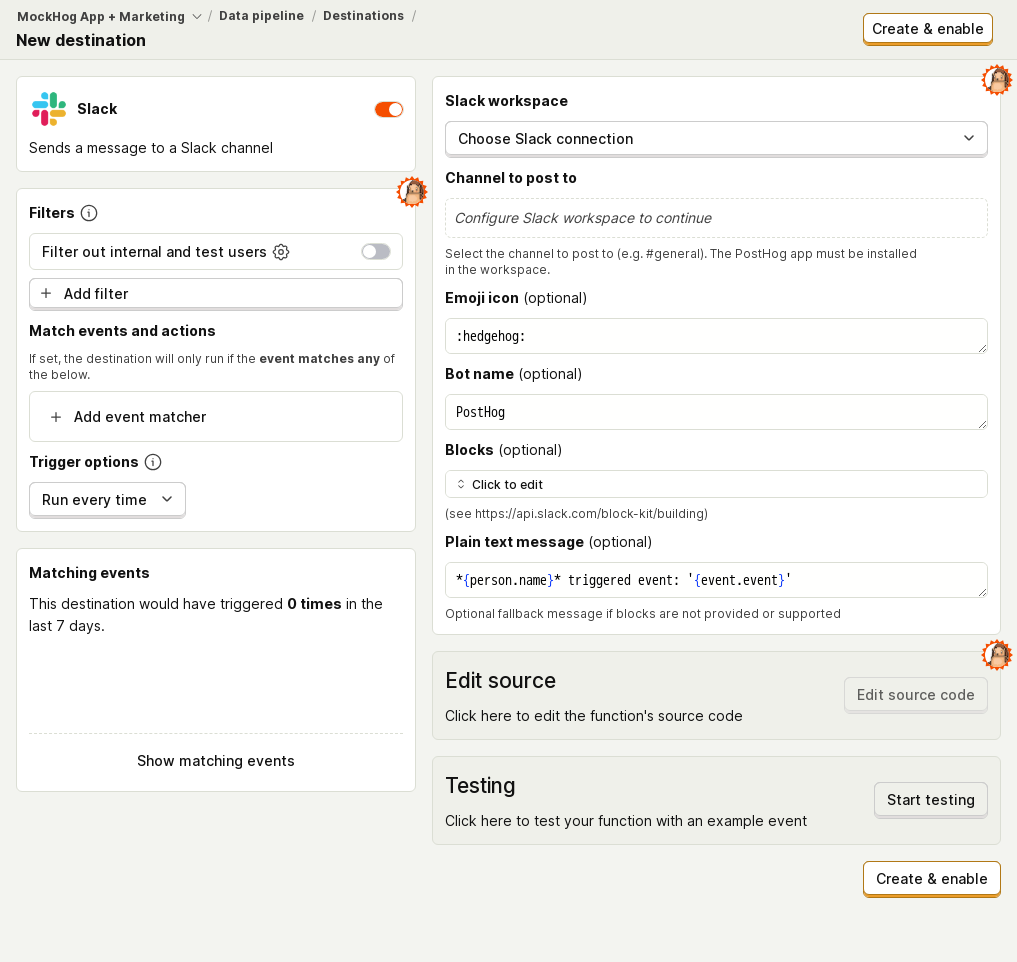 MockHog App + Marketing / Data pipeline / Destinations /
New destination
Create & enable
Slack
Sends a message to a Slack channel
Filters
Filter out internal and test users
Add filter
Match events and actions
If set, the destination will only run if the event matches any of
the below.
Add event matcher
Trigger options
Run every time
Matching events
This destination would have triggered 0 times in the
last 7 days.
Show matching events
Slack workspace
Choose Slack connection
Channel to post to
Configure Slack workspace to continue
Select the channel to post to (e.g. #general). The PostHog app must be installed
in the workspace.
Emoji icon (optional)
:hedgehog:
Bot name (optional)
PostHog
Blocks (optional)
Click to edit
(see https://api.slack.com/block-kit/building)
Plain text message (optional)
*{person.name}* triggered event: '{event.event}'
Optional fallback message if blocks are not provided or supported
Edit source
Click here to edit the function's source code
Edit source code
Testing
Click here to test your function with an example event
Start testing
Create & enable